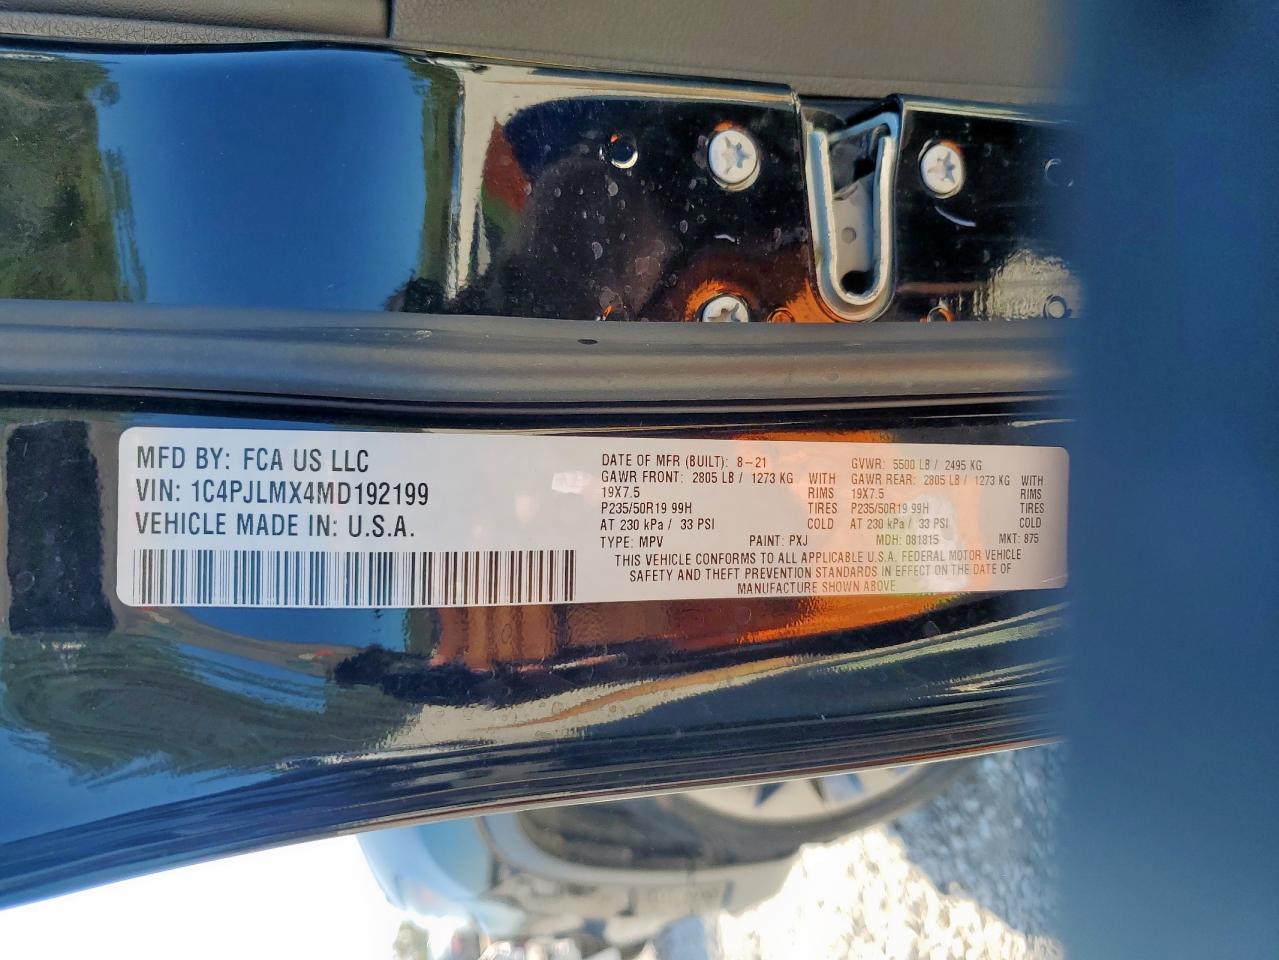 MFD BY: FCA US LLC
VIN: 1C4PJLMX4MD192199
VEHICLE MADE IN: U.S.A.
DATE OF MFR (BUILT): 8-21 GVWR: 5500 LB / 2495 KG
GAWR FRONT: 2805 LB / 1273 KG WITH GAWR REAR: 2805 LB / 1273 KG WITH
19X7.5 RIMS 19X7.5 RIMS
P235/50R19 99H TIRES P235/50R19 99H TIRES
AT 230 kPa / 33 PSI COLD AT 230 kPa / 33 PSI COLD
TYPE: MPV PAINT: PXJ MDH: 081815 MKT: 875
THIS VEHICLE CONFORMS TO ALL APPLICABLE U.S.A. FEDERAL MOTOR VEHICLE
SAFETY AND THEFT PREVENTION STANDARDS IN EFFECT ON THE DATE OF
MANUFACTURE SHOWN ABOVE